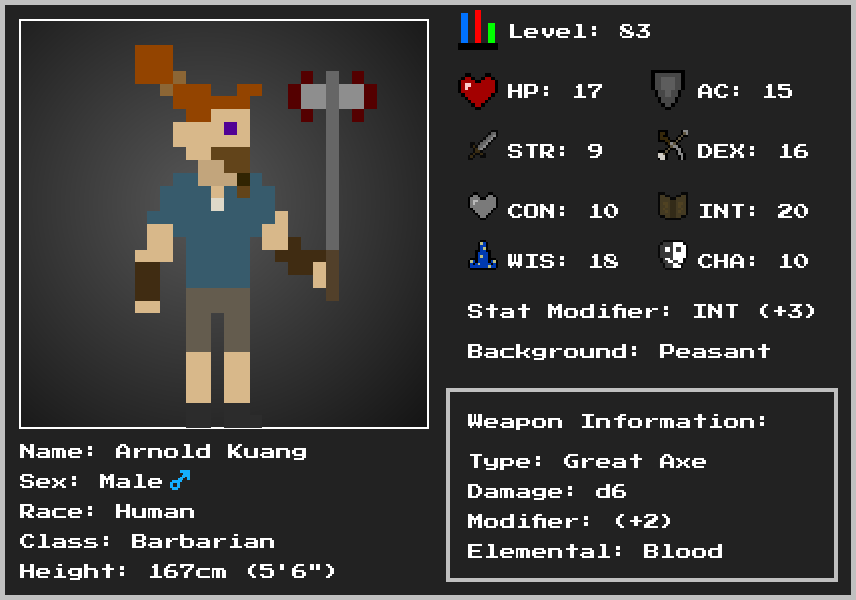 Level: 83
HP: 17
AC: 15
STR: 9
DEX: 16
CON: 10
INT: 20
WIS: 18
CHA: 10
Stat Modifier: INT (+3)
Background: Peasant
Weapon Information:
Type: Great Axe
Damage: d6
Modifier: (+2)
Elemental: Blood
Name: Arnold Kuang
Sex: Male ♂
Race: Human
Class: Barbarian
Height: 167cm (5'6")